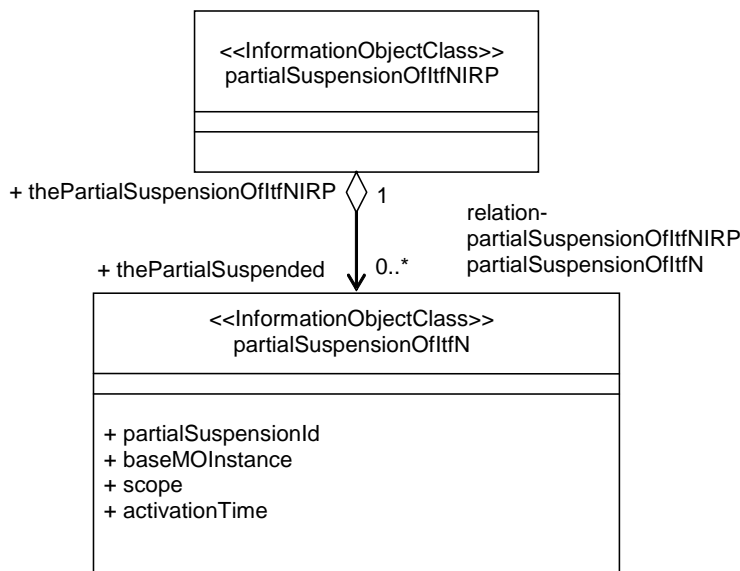 <<InformationObjectClass>>
partialSuspensionOfItfNIRP
+ thePartialSuspensionOfItfNIRP
1
relation-
partialSuspensionOfItfNIRP
partialSuspensionOfItfN
+ thePartialSuspended
0..*
<<InformationObjectClass>>
partialSuspensionOfItfN
+ partialSuspensionId
+ baseMOInstance
+ scope
+ activationTime